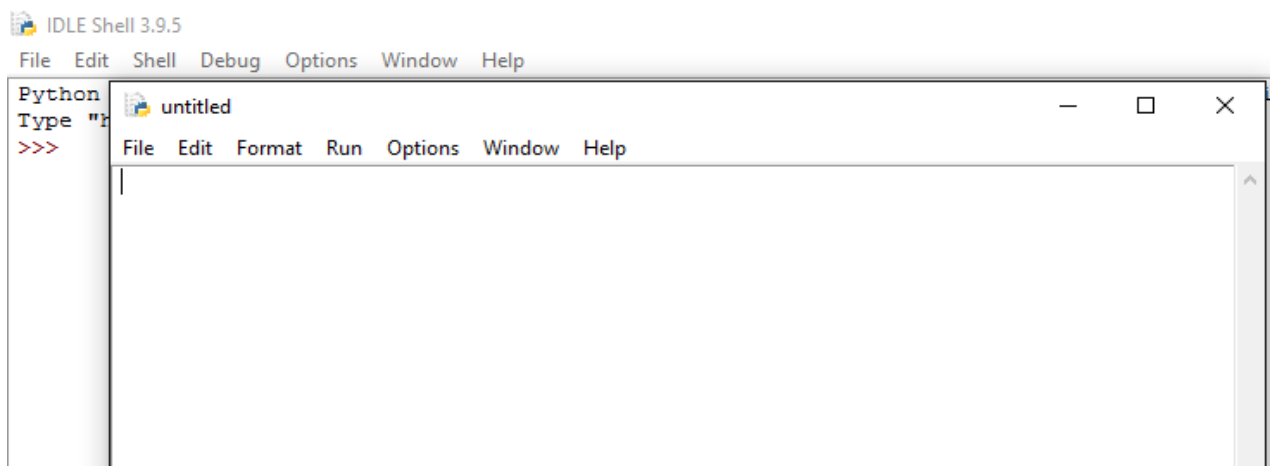 IDLE Shell 3.9.5
File Edit Shell Debug Options Window Help
Python
Type "h
>>>
untitled
File Edit Format Run Options Window Help